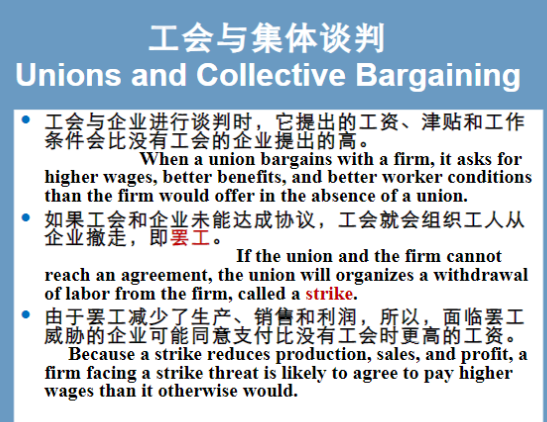 工会与集体谈判
Unions and Collective Bargaining
工会与企业进行谈判时，它提出的工资、津贴和工作
条件会比没有工会的企业提出的高。
When a union bargains with a firm, it asks for
higher wages, better benefits, and better worker conditions
than the firm would offer in the absence of a union.
如果工会和企业未能达成协议，工会就会组织工人从
企业撤走，即罢工。
If the union and the firm cannot
reach an agreement, the union will organizes a withdrawal
of labor from the firm, called a strike.
由于罢工减少了生产、销售和利润，所以，面临罢工
威胁的企业可能同意支付比没有工会时更高的工资。
Because a strike reduces production, sales, and profit, a
firm facing a strike threat is likely to agree to pay higher
wages than it otherwise would.